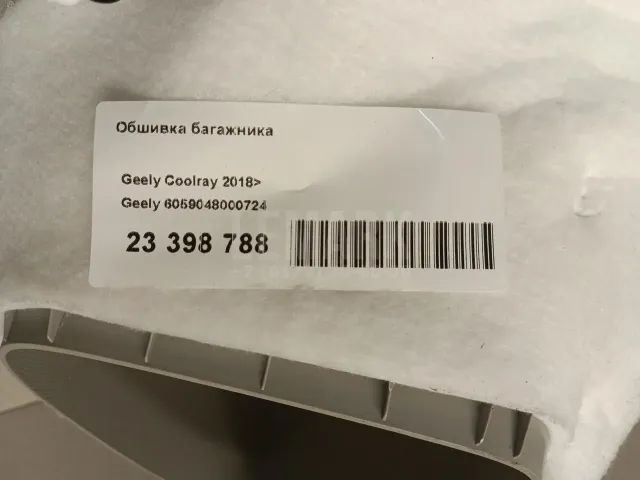 Обшивка багажника
Geely Coolray 2018>
Geely 6059048000724
23 398 788